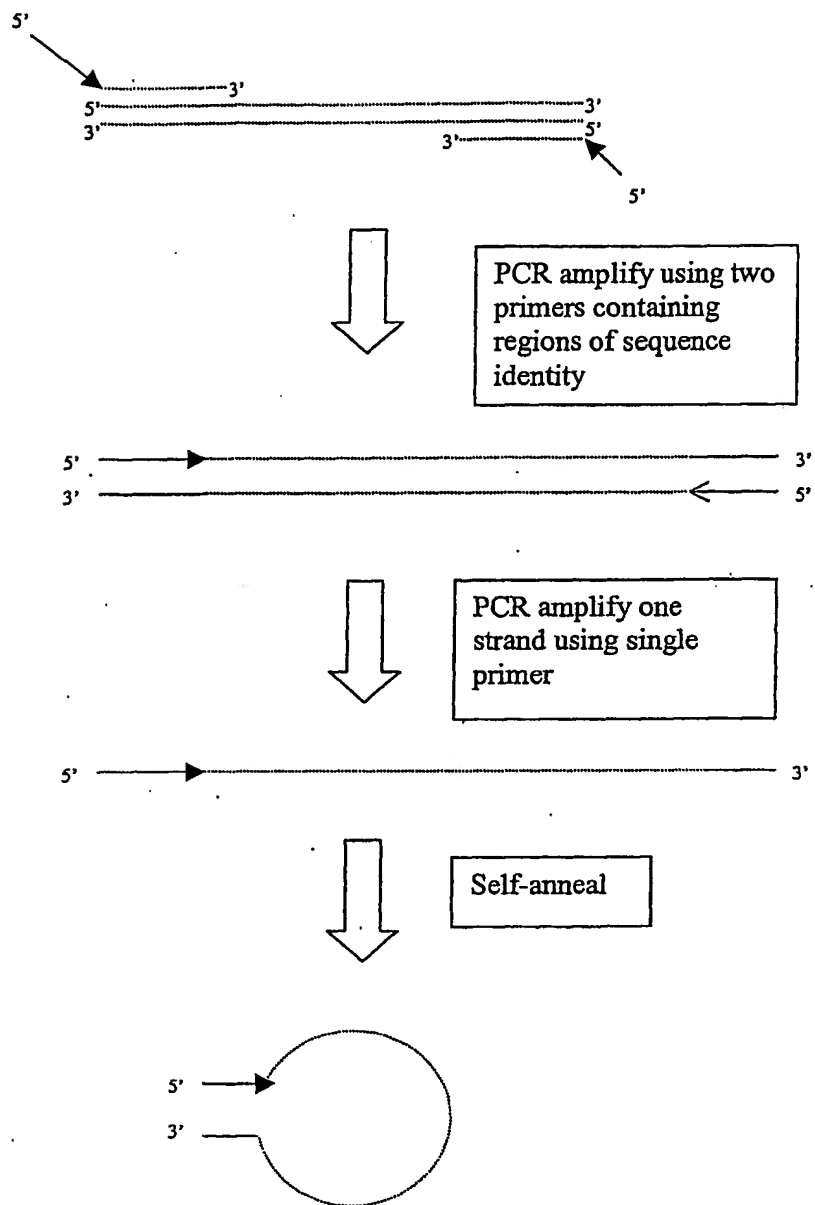 5'
3'
5' 3'
3' 5'
3'
5'
PCR amplify using two
primers containing
regions of sequence
identity
5' 3'
3' 5'
PCR amplify one
strand using single
primer
5' 3'
Self-anneal
5'
3'